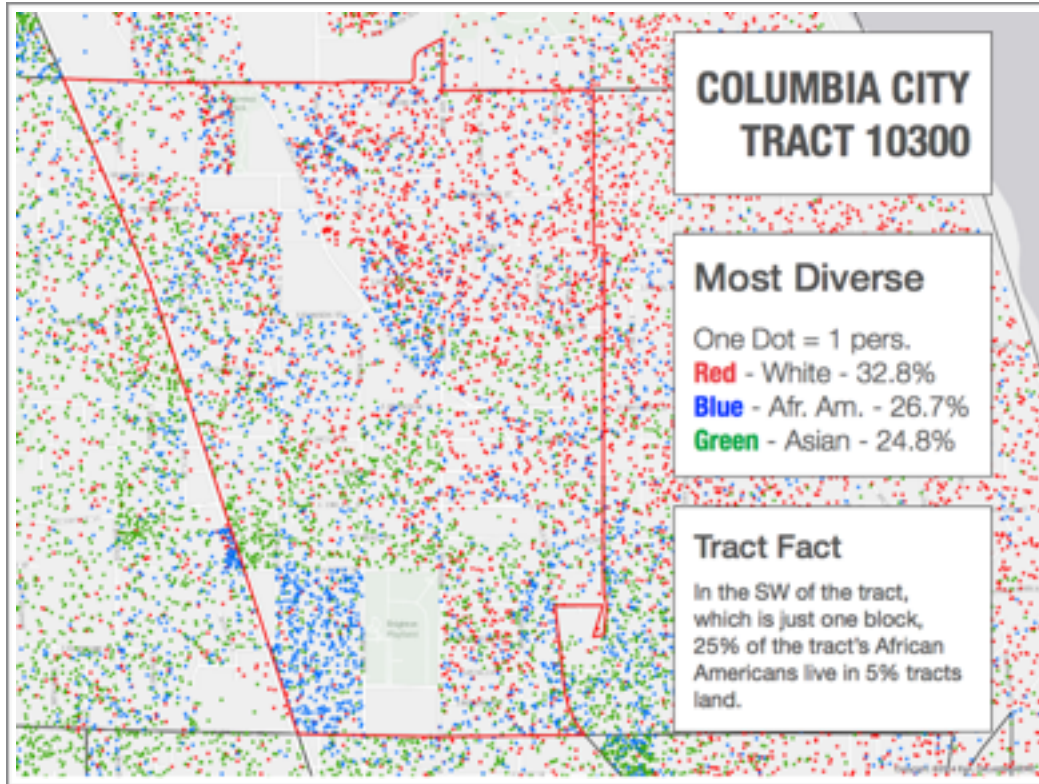 COLUMBIA CITY
TRACT 10300
Most Diverse
One Dot = 1 pers.
Red - White - 32.8%
Blue - Afr. Am. - 26.7%
Green - Asian - 24.8%
Tract Fact
In the SW of the tract,
which is just one block,
25% of the tract's African
Americans live in 5% tracts
land.
Brighton
Playfield